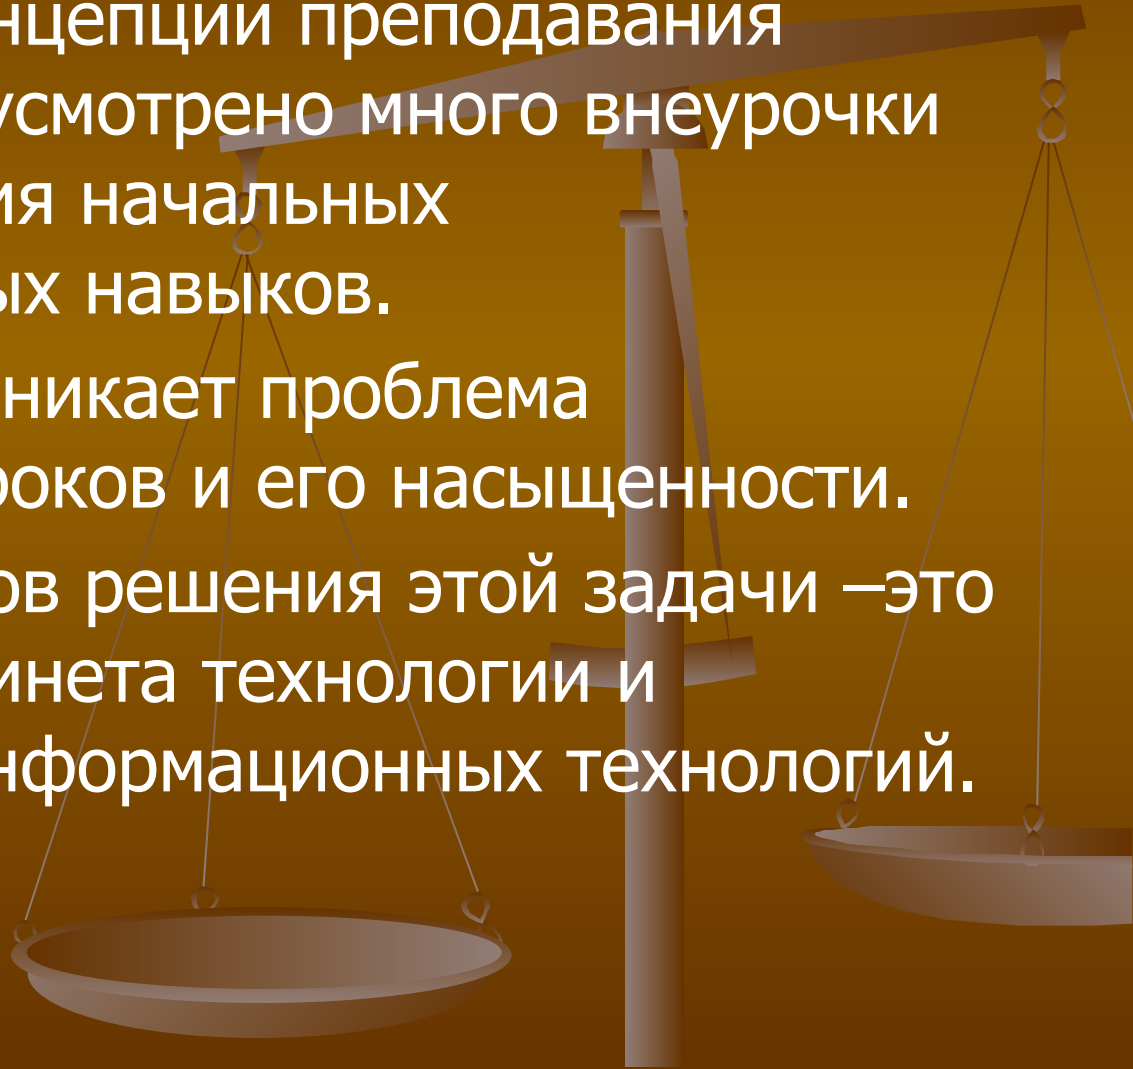 нцепции преподавания
усмотрено много внеурочки
ия начальных
ых навыков.
никает проблема
роков и его насыщенности.
ов решения этой задачи –это
инета технологии и
нформационных технологий.